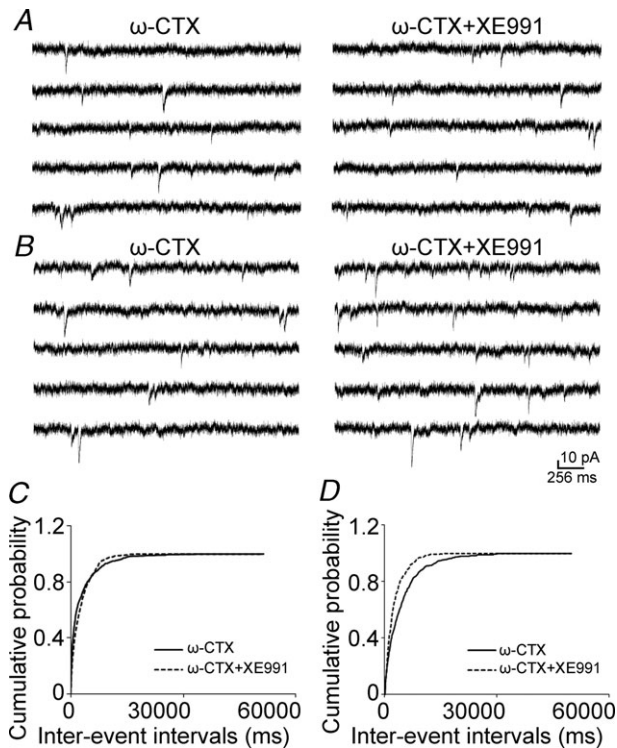 A
ω-CTX
ω-CTX+XE991
B
ω-CTX
ω-CTX+XE991
10 pA
256 ms
C
Cumulative probability
1.2
0.8
0.4
0
ω-CTX
ω-CTX+XE991
0
30000
60000
Inter-event intervals (ms)
D
Cumulative probability
1.2
0.8
0.4
0
ω-CTX
ω-CTX+XE991
0
30000
60000
Inter-event intervals (ms)